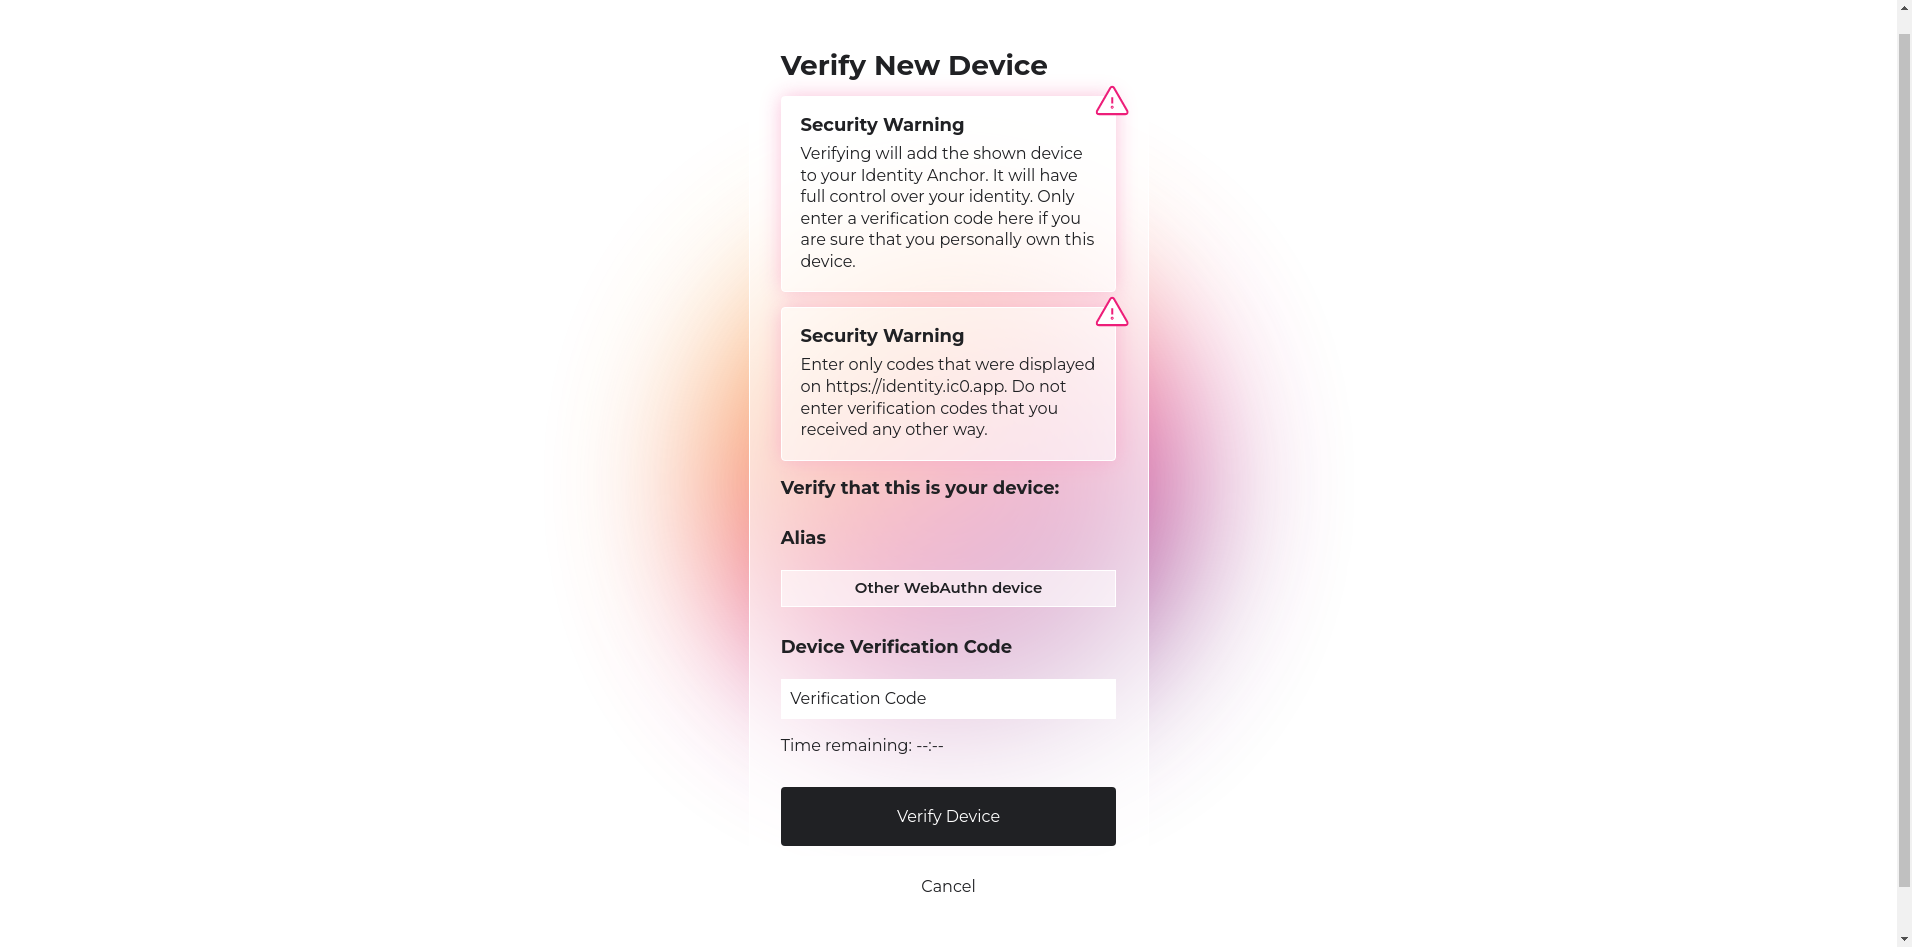 Verify New Device
Security Warning
Verifying will add the shown device
to your Identity Anchor. It will have
full control over your identity. Only
enter a verification code here if you
are sure that you personally own this
device.
Security Warning
Enter only codes that were displayed
on https://identity.ic0.app. Do not
enter verification codes that you
received any other way.
Verify that this is your device:
Alias
Other WebAuthn device
Device Verification Code
Verification Code
Time remaining: --:--
Verify Device
Cancel